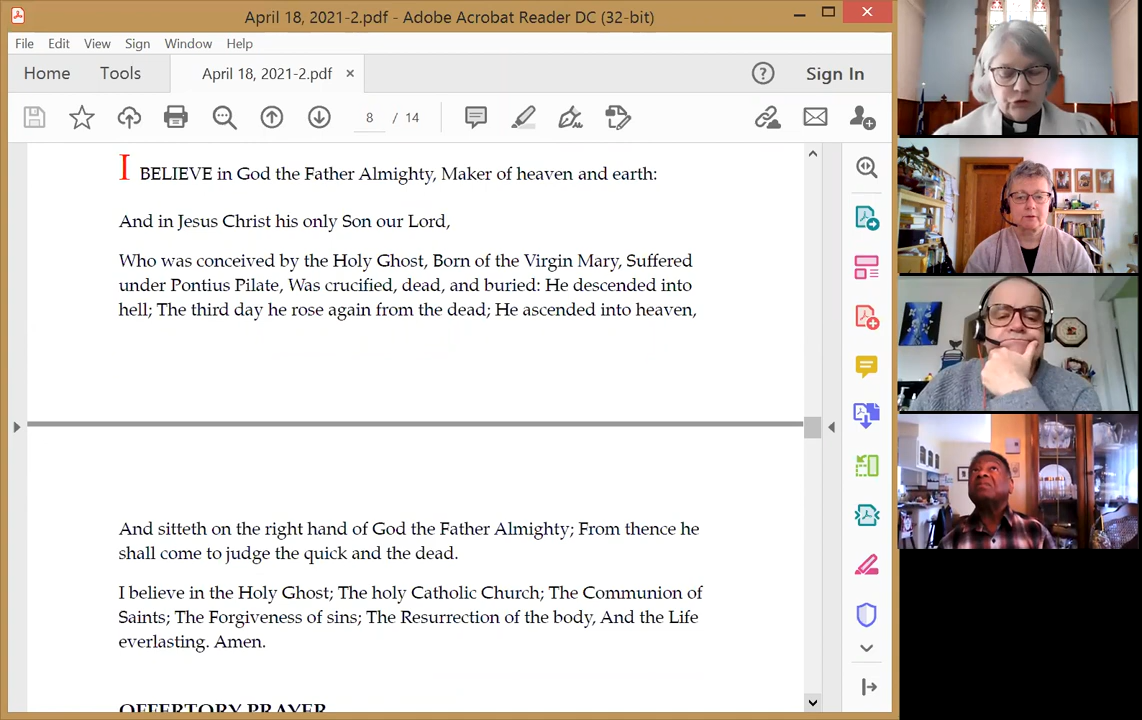 April 18, 2021-2.pdf - Adobe Acrobat Reader DC (32-bit)
File Edit View Sign Window Help
Home Tools April 18, 2021-2.pdf × Sign In
8 / 14
I BELIEVE in God the Father Almighty, Maker of heaven and earth:
And in Jesus Christ his only Son our Lord,
Who was conceived by the Holy Ghost, Born of the Virgin Mary, Suffered
under Pontius Pilate, Was crucified, dead, and buried: He descended into
hell; The third day he rose again from the dead; He ascended into heaven,
And sitteth on the right hand of God the Father Almighty; From thence he
shall come to judge the quick and the dead.
I believe in the Holy Ghost; The holy Catholic Church; The Communion of
Saints; The Forgiveness of sins; The Resurrection of the body, And the Life
everlasting. Amen.
OFFERTORY PRAYER